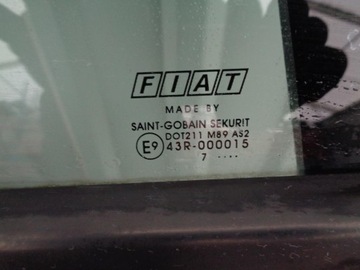 FIAT
MADE BY
SAINT-GOBAIN SEKURIT
DOT211 M89 AS2
E9 43R-000015
7 ....